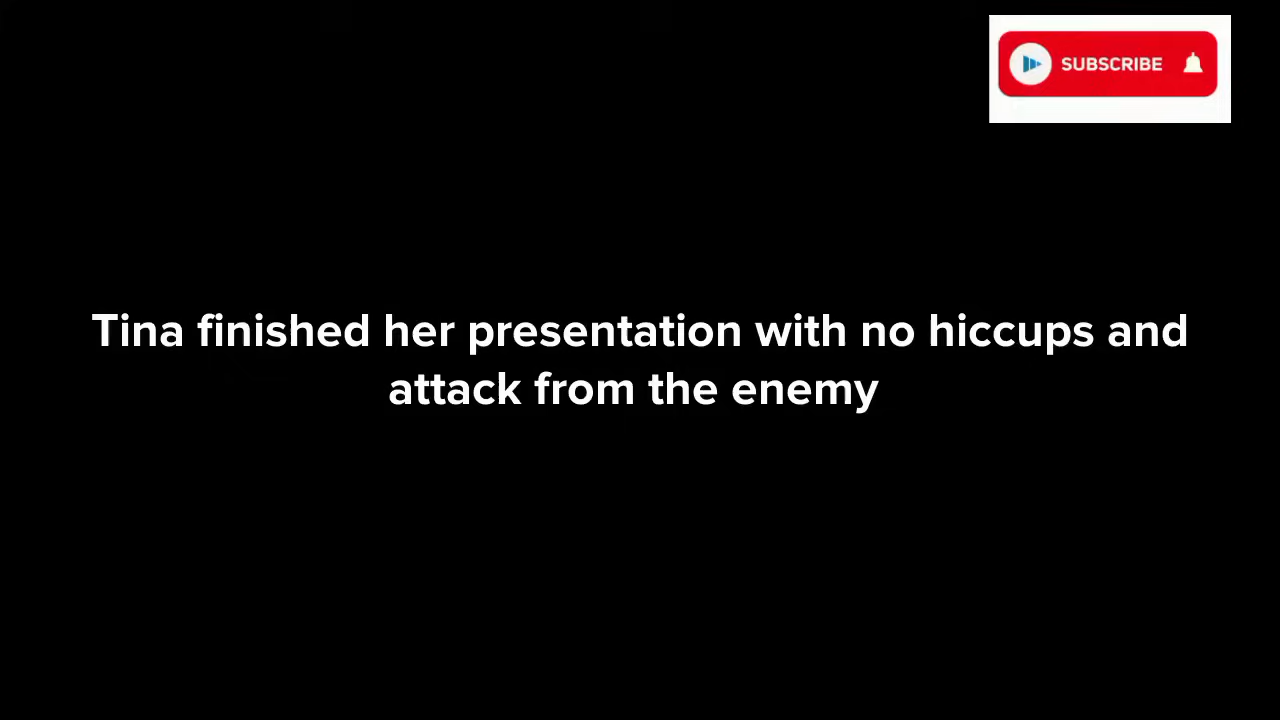 SUBSCRIBE
Tina finished her presentation with no hiccups and
attack from the enemy